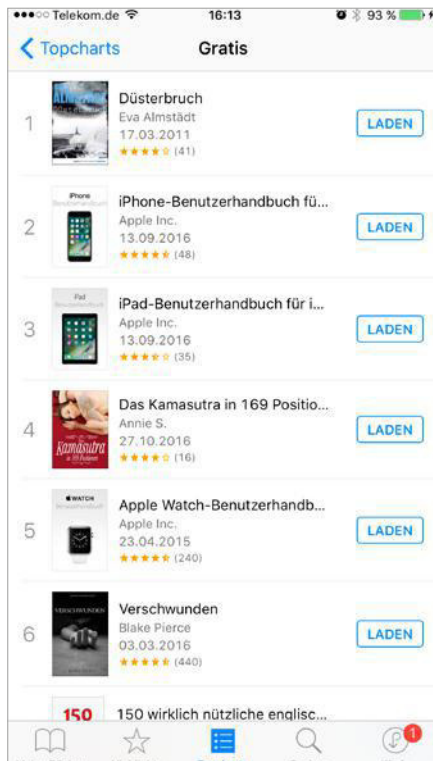 Telekom.de 16:13 93 %
Topcharts Gratis
1
Düsterbruch
Eva Almstädt
17.03.2011
(41)
LADEN
2
iPhone
iPhone-Benutzerhandbuch fü...
Apple Inc.
13.09.2016
(48)
LADEN
3
iPad
iPad-Benutzerhandbuch für i...
Apple Inc.
13.09.2016
(35)
LADEN
4
Kamasutra
in 169 Positionen
Das Kamasutra in 169 Positio...
Annie S.
27.10.2016
(16)
LADEN
5
WATCH
Apple Watch-Benutzerhandb...
Apple Inc.
23.04.2015
(240)
LADEN
6
VERSCHWUNDEN
Verschwunden
Blake Pierce
03.03.2016
(440)
LADEN
150
150 wirklich nützliche englisc...
1